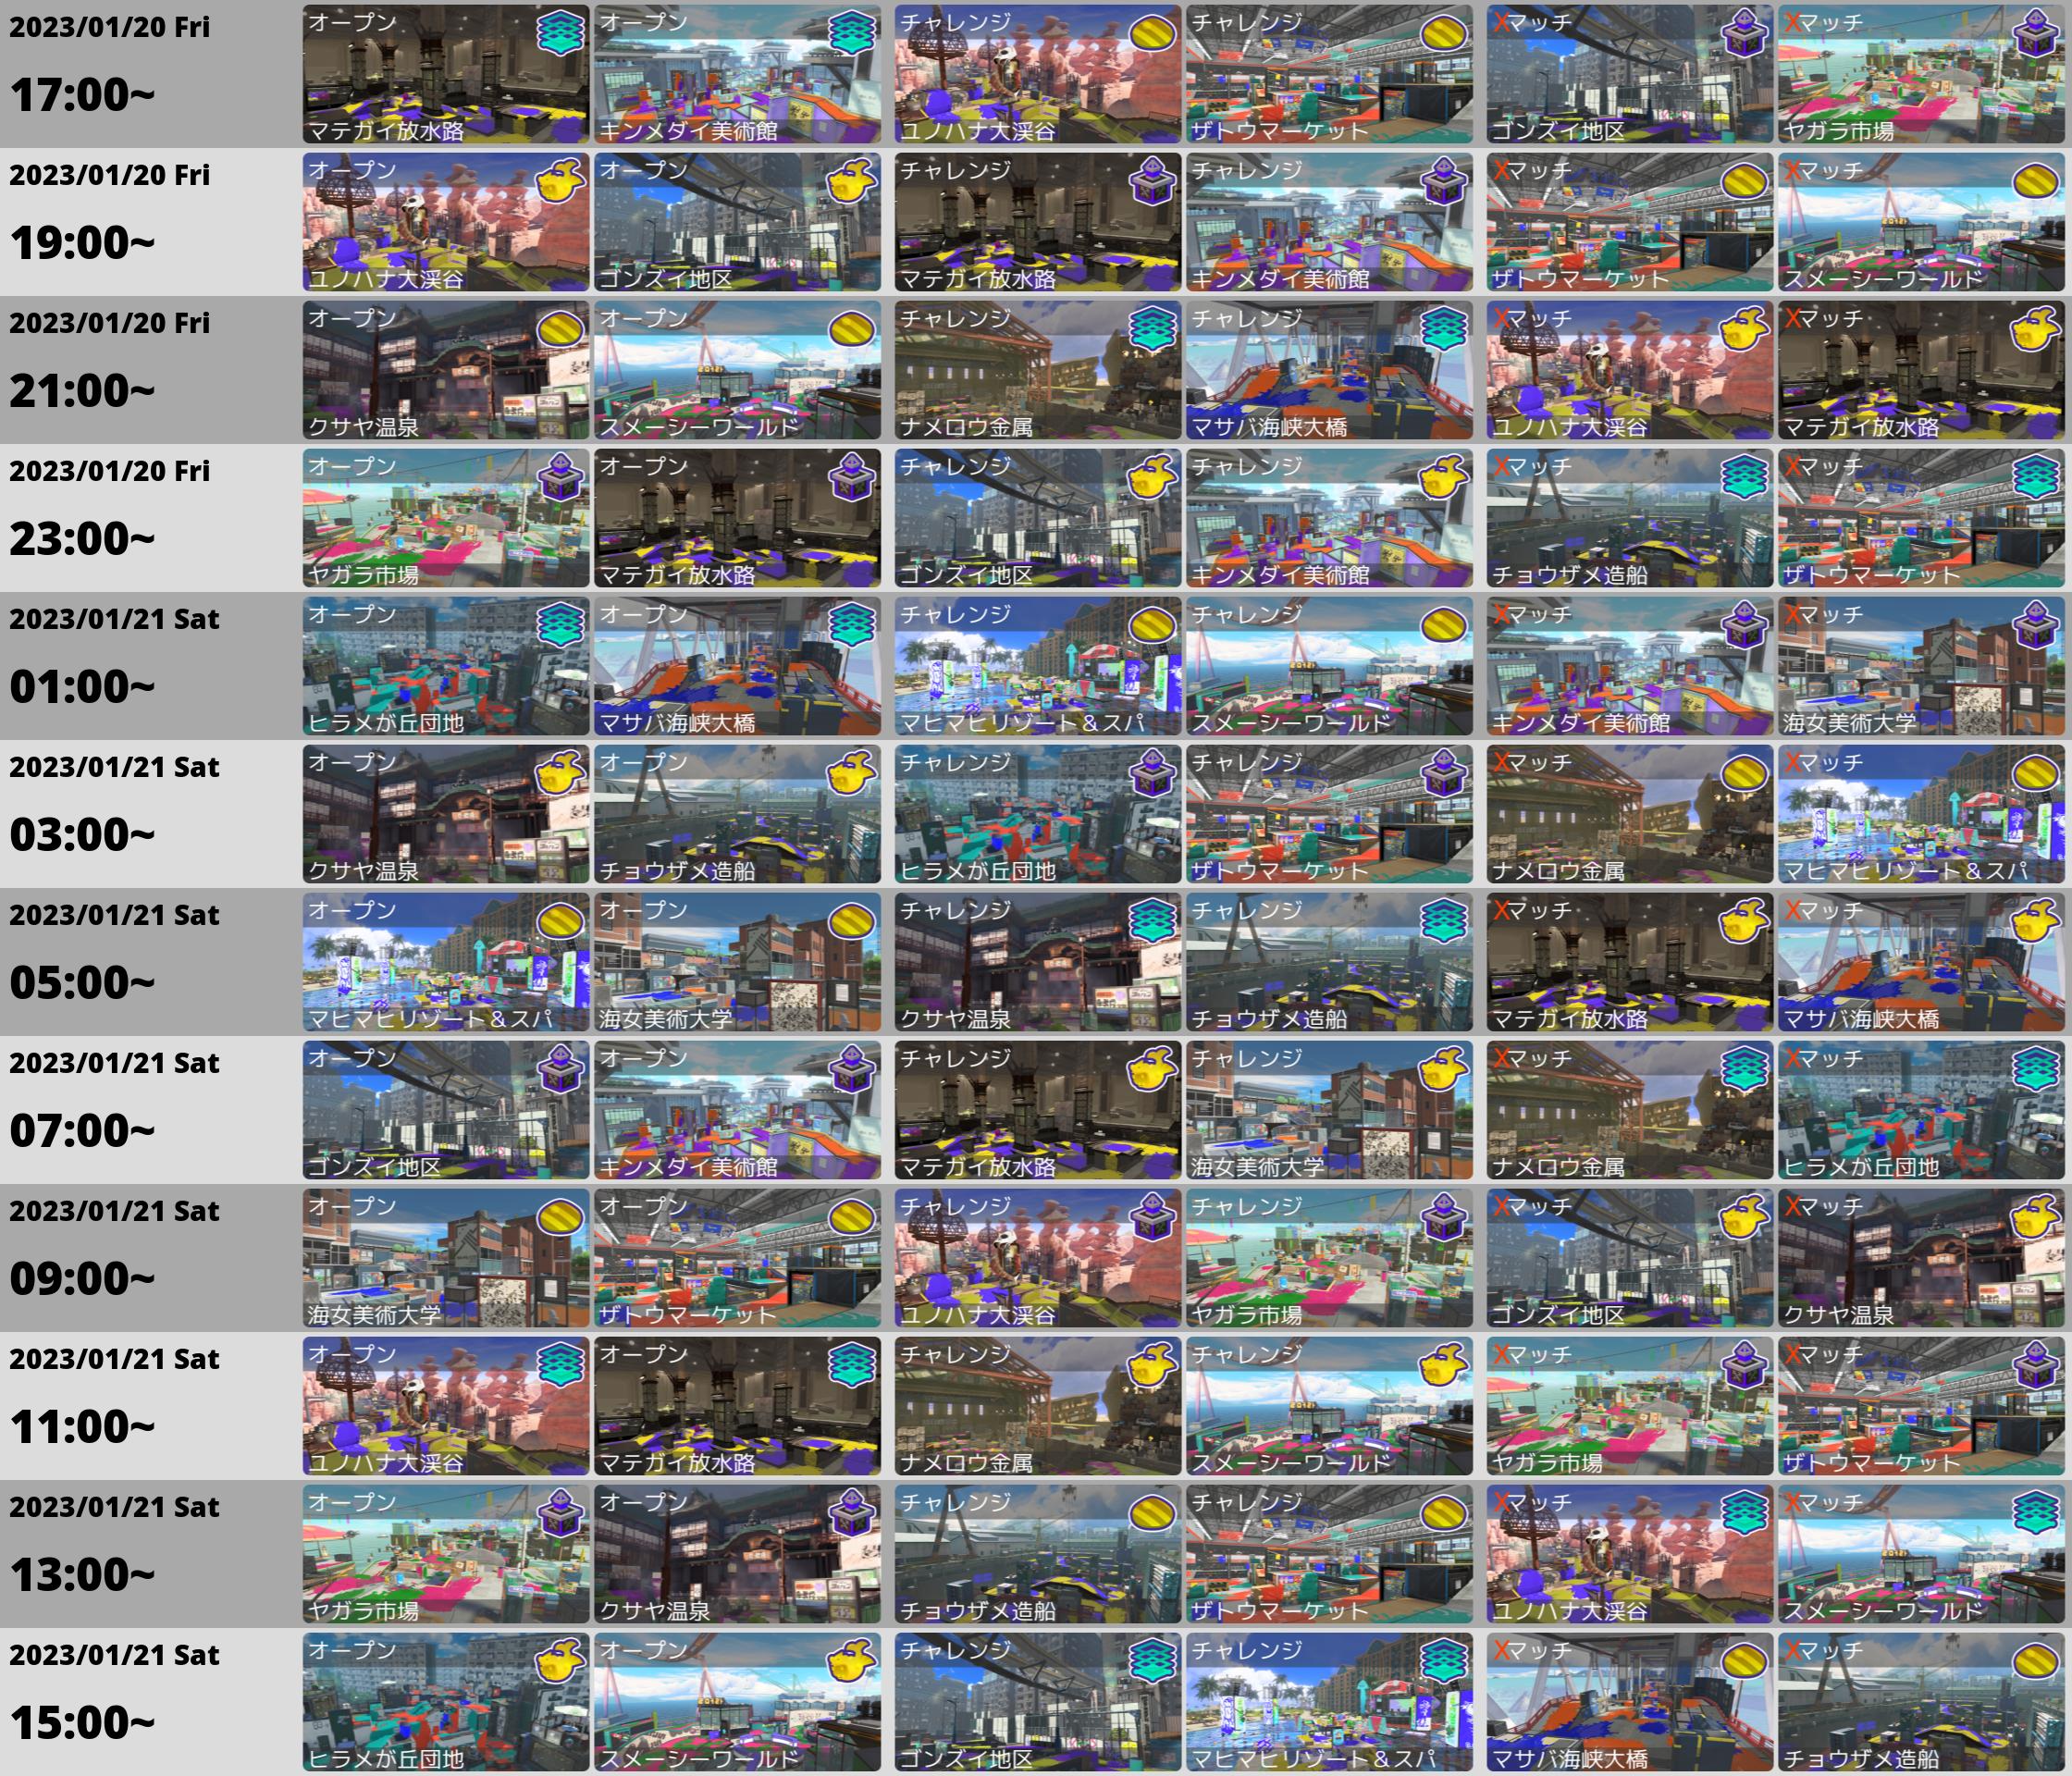 2023/01/20 Fri
17:00~
オープン オープン チャレンジ チャレンジ Xマッチ Xマッチ
マテガイ放水路 キンメダイ美術館 ユノハナ大渓谷 ザトウマーケット ゴンズイ地区 ヤガラ市場
2023/01/20 Fri
19:00~
オープン オープン チャレンジ チャレンジ Xマッチ Xマッチ
ユノハナ大渓谷 ゴンズイ地区 マテガイ放水路 キンメダイ美術館 ザトウマーケット スメーシーワールド
2023/01/20 Fri
21:00~
オープン オープン チャレンジ チャレンジ Xマッチ Xマッチ
クサヤ温泉 スメーシーワールド ナメロウ金属 マサバ海峡大橋 ユノハナ大渓谷 マテガイ放水路
2023/01/20 Fri
23:00~
オープン オープン チャレンジ チャレンジ Xマッチ Xマッチ
ヤガラ市場 マテガイ放水路 ゴンズイ地区 キンメダイ美術館 チョウザメ造船 ザトウマーケット
2023/01/21 Sat
01:00~
オープン オープン チャレンジ チャレンジ Xマッチ Xマッチ
ヒラメが丘団地 マサバ海峡大橋 マヒマヒリゾート＆スパ スメーシーワールド キンメダイ美術館 海女美術大学
2023/01/21 Sat
03:00~
オープン オープン チャレンジ チャレンジ Xマッチ Xマッチ
クサヤ温泉 チョウザメ造船 ヒラメが丘団地 ザトウマーケット ナメロウ金属 マヒマヒリゾート＆スパ
2023/01/21 Sat
05:00~
オープン オープン チャレンジ チャレンジ Xマッチ Xマッチ
マヒマヒリゾート＆スパ 海女美術大学 クサヤ温泉 チョウザメ造船 マテガイ放水路 マサバ海峡大橋
2023/01/21 Sat
07:00~
オープン オープン チャレンジ チャレンジ Xマッチ Xマッチ
ゴンズイ地区 キンメダイ美術館 マテガイ放水路 海女美術大学 ナメロウ金属 ヒラメが丘団地
2023/01/21 Sat
09:00~
オープン オープン チャレンジ チャレンジ Xマッチ Xマッチ
海女美術大学 ザトウマーケット ユノハナ大渓谷 ヤガラ市場 ゴンズイ地区 クサヤ温泉
2023/01/21 Sat
11:00~
オープン オープン チャレンジ チャレンジ Xマッチ Xマッチ
ユノハナ大渓谷 マテガイ放水路 ナメロウ金属 スメーシーワールド ヤガラ市場 ザトウマーケット
2023/01/21 Sat
13:00~
オープン オープン チャレンジ チャレンジ Xマッチ Xマッチ
ヤガラ市場 クサヤ温泉 チョウザメ造船 ザトウマーケット ユノハナ大渓谷 スメーシーワールド
2023/01/21 Sat
15:00~
オープン オープン チャレンジ チャレンジ Xマッチ Xマッチ
ヒラメが丘団地 スメーシーワールド ゴンズイ地区 マヒマヒリゾート＆スパ マサバ海峡大橋 チョウザメ造船